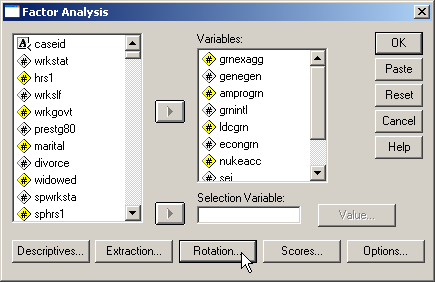 Factor Analysis
caseid
wrkstat
hrs1
wrkslf
wrkgovt
prestg80
marital
divorce
widowed
spwrksta
sphrs1
Variables:
grnexagg
genegen
amprogrn
grnintl
ldcgrn
econgrn
nukeacc
sei
Selection Variable:
Value...
OK
Paste
Reset
Cancel
Help
Descriptives...
Extraction...
Rotation...
Scores...
Options...